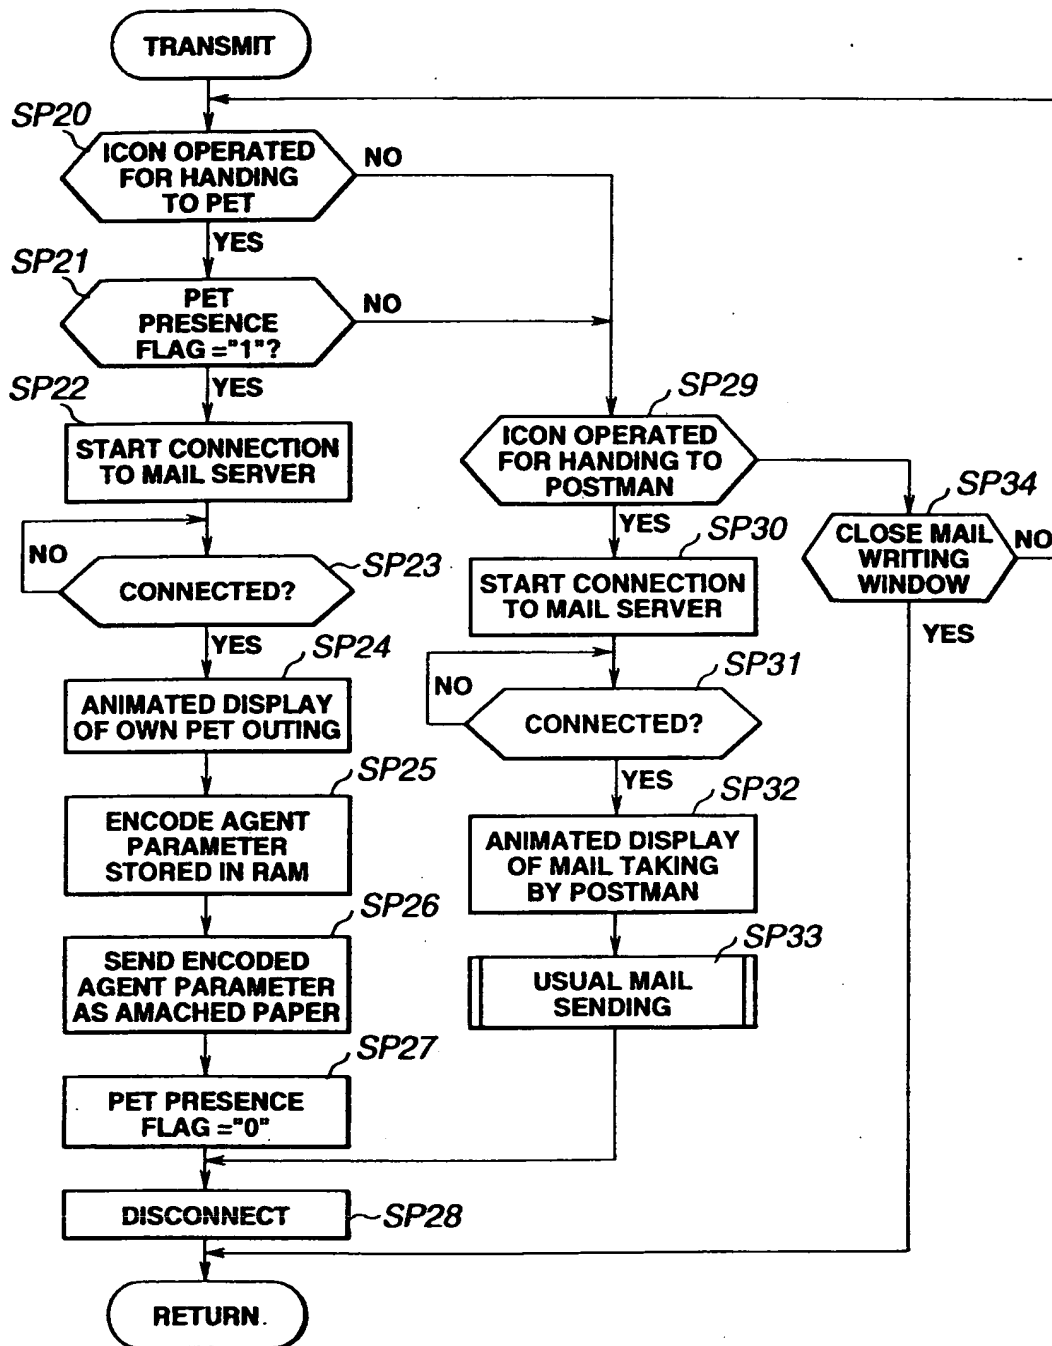 TRANSMIT
SP20
ICON OPERATED
FOR HANDING
TO PET
NO
YES
SP21
PET
PRESENCE
FLAG ="1"?
NO
YES
SP22
START CONNECTION
TO MAIL SERVER
NO
CONNECTED?
SP23
YES
SP24
ANIMATED DISPLAY
OF OWN PET OUTING
SP25
ENCODE AGENT
PARAMETER
STORED IN RAM
SP26
SEND ENCODED
AGENT PARAMETER
AS AMACHED PAPER
SP27
PET PRESENCE
FLAG ="0"
DISCONNECT
SP28
RETURN.
SP29
ICON OPERATED
FOR HANDING TO
POSTMAN
YES
SP30
START CONNECTION
TO MAIL SERVER
NO
SP31
CONNECTED?
YES
SP32
ANIMATED DISPLAY
OF MAIL TAKING
BY POSTMAN
SP33
USUAL MAIL
SENDING
SP34
CLOSE MAIL
WRITING
WINDOW
NO
YES